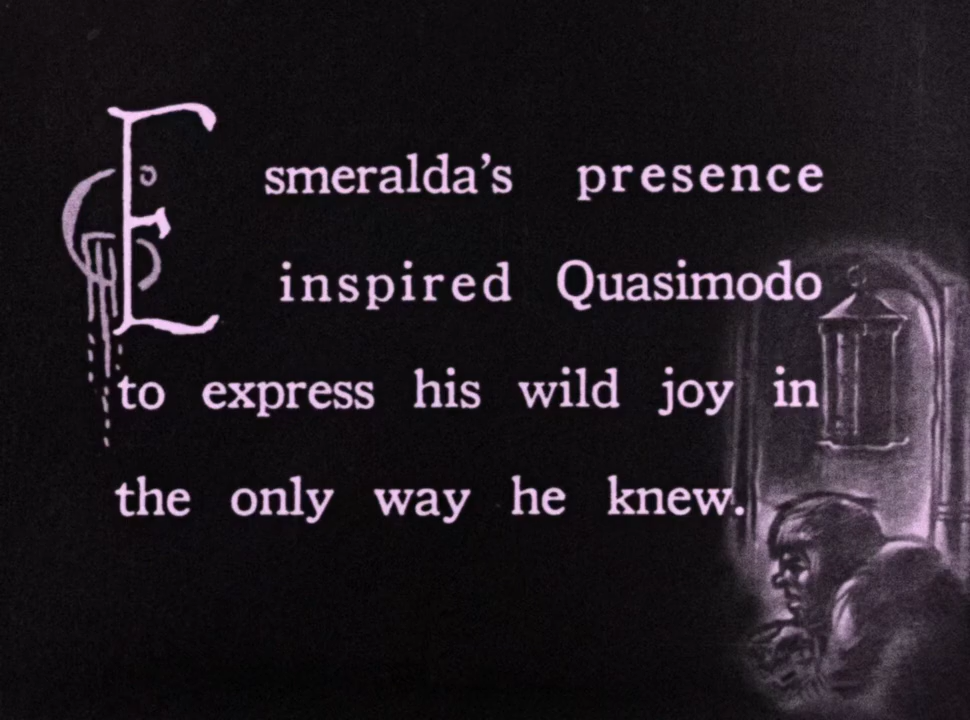 Esmeralda's presence
inspired Quasimodo
to express his wild joy in
the only way he knew.